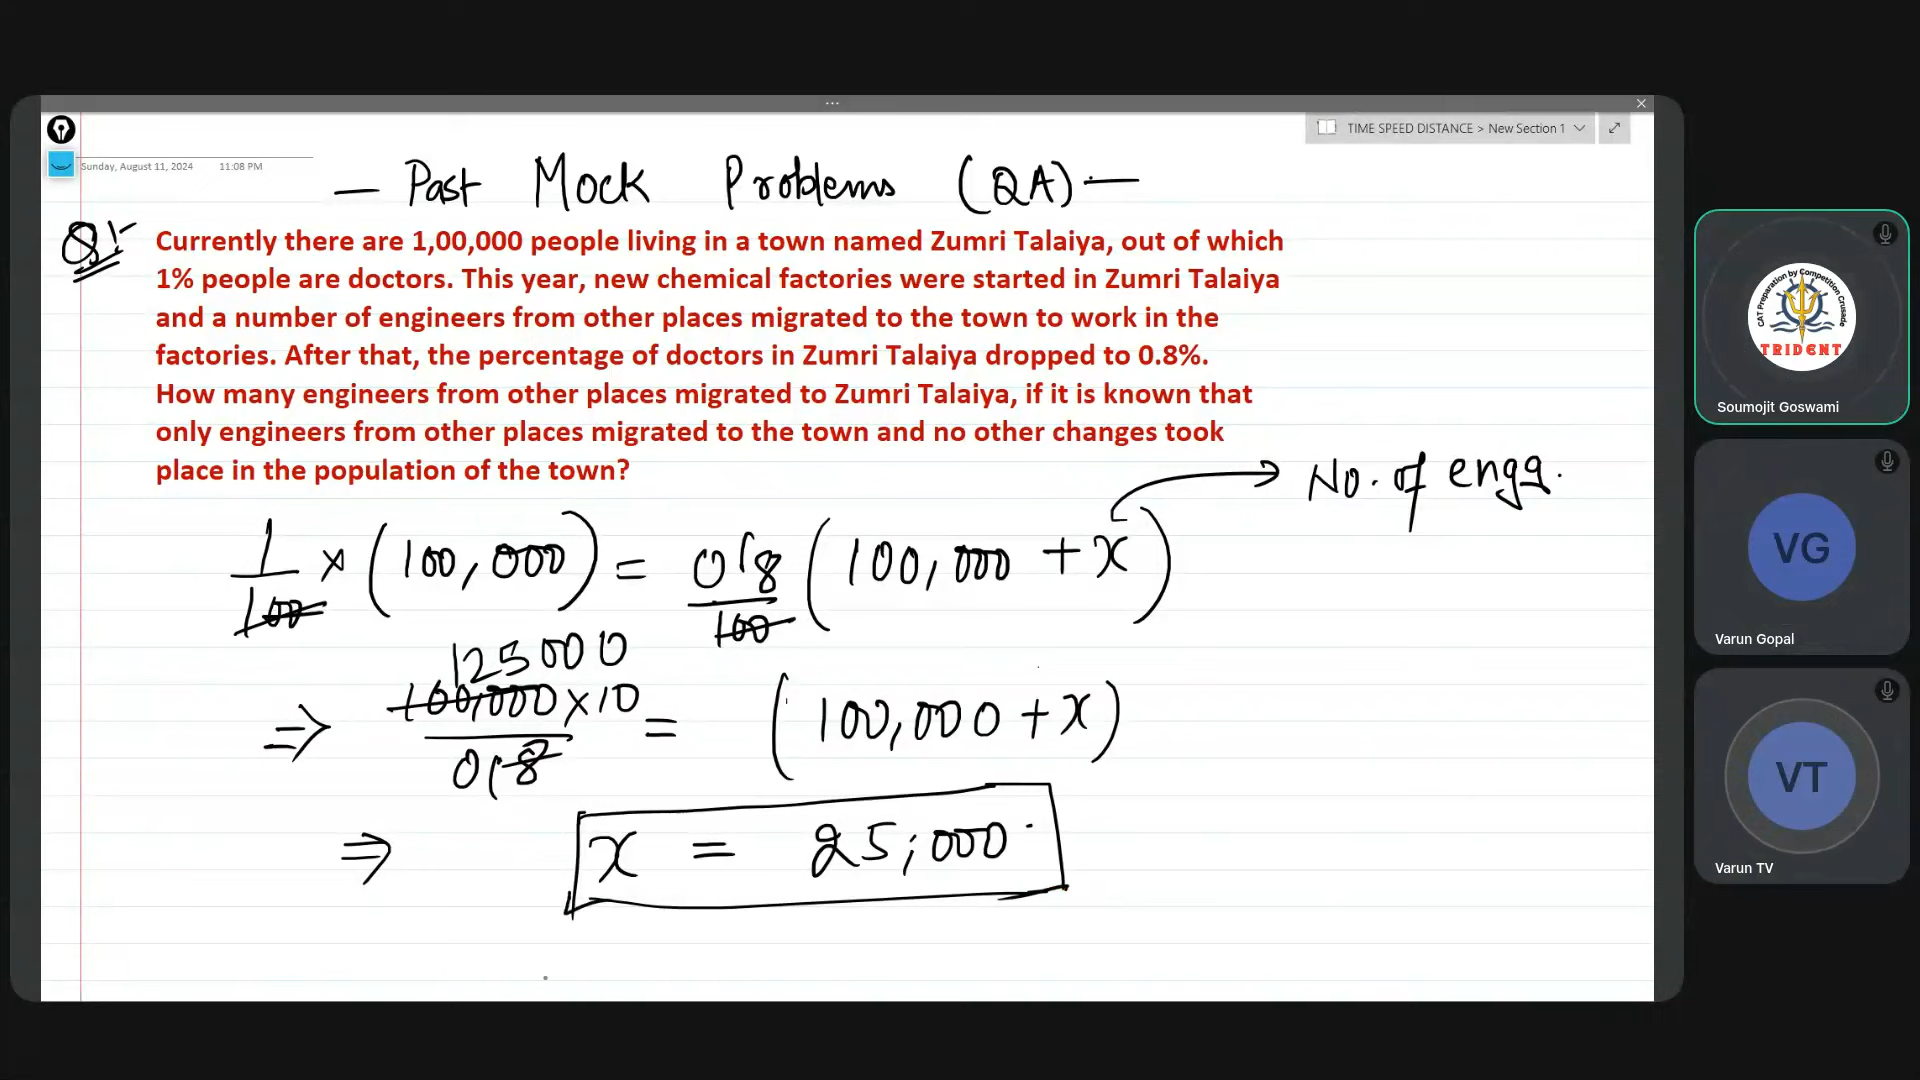 TIME SPEED DISTANCE > New Section 1
Sunday, August 11, 2024 11:08 PM
— Past Mock Problems (QA) —
Q1-
Currently there are 1,00,000 people living in a town named Zumri Talaiya, out of which
1% people are doctors. This year, new chemical factories were started in Zumri Talaiya
and a number of engineers from other places migrated to the town to work in the
factories. After that, the percentage of doctors in Zumri Talaiya dropped to 0.8%.
How many engineers from other places migrated to Zumri Talaiya, if it is known that
only engineers from other places migrated to the town and no other changes took
place in the population of the town?
No. of engg.
1/100 × (100,000) = 0.8/100 (100,000 + x)
125000
⇒ 100,000 × 10 / 0.8 = (100,000 + x)
⇒ x = 25,000
CAT Preparation by Competition Crusade
TRIDENT
Soumojit Goswami
VG
Varun Gopal
VT
Varun TV